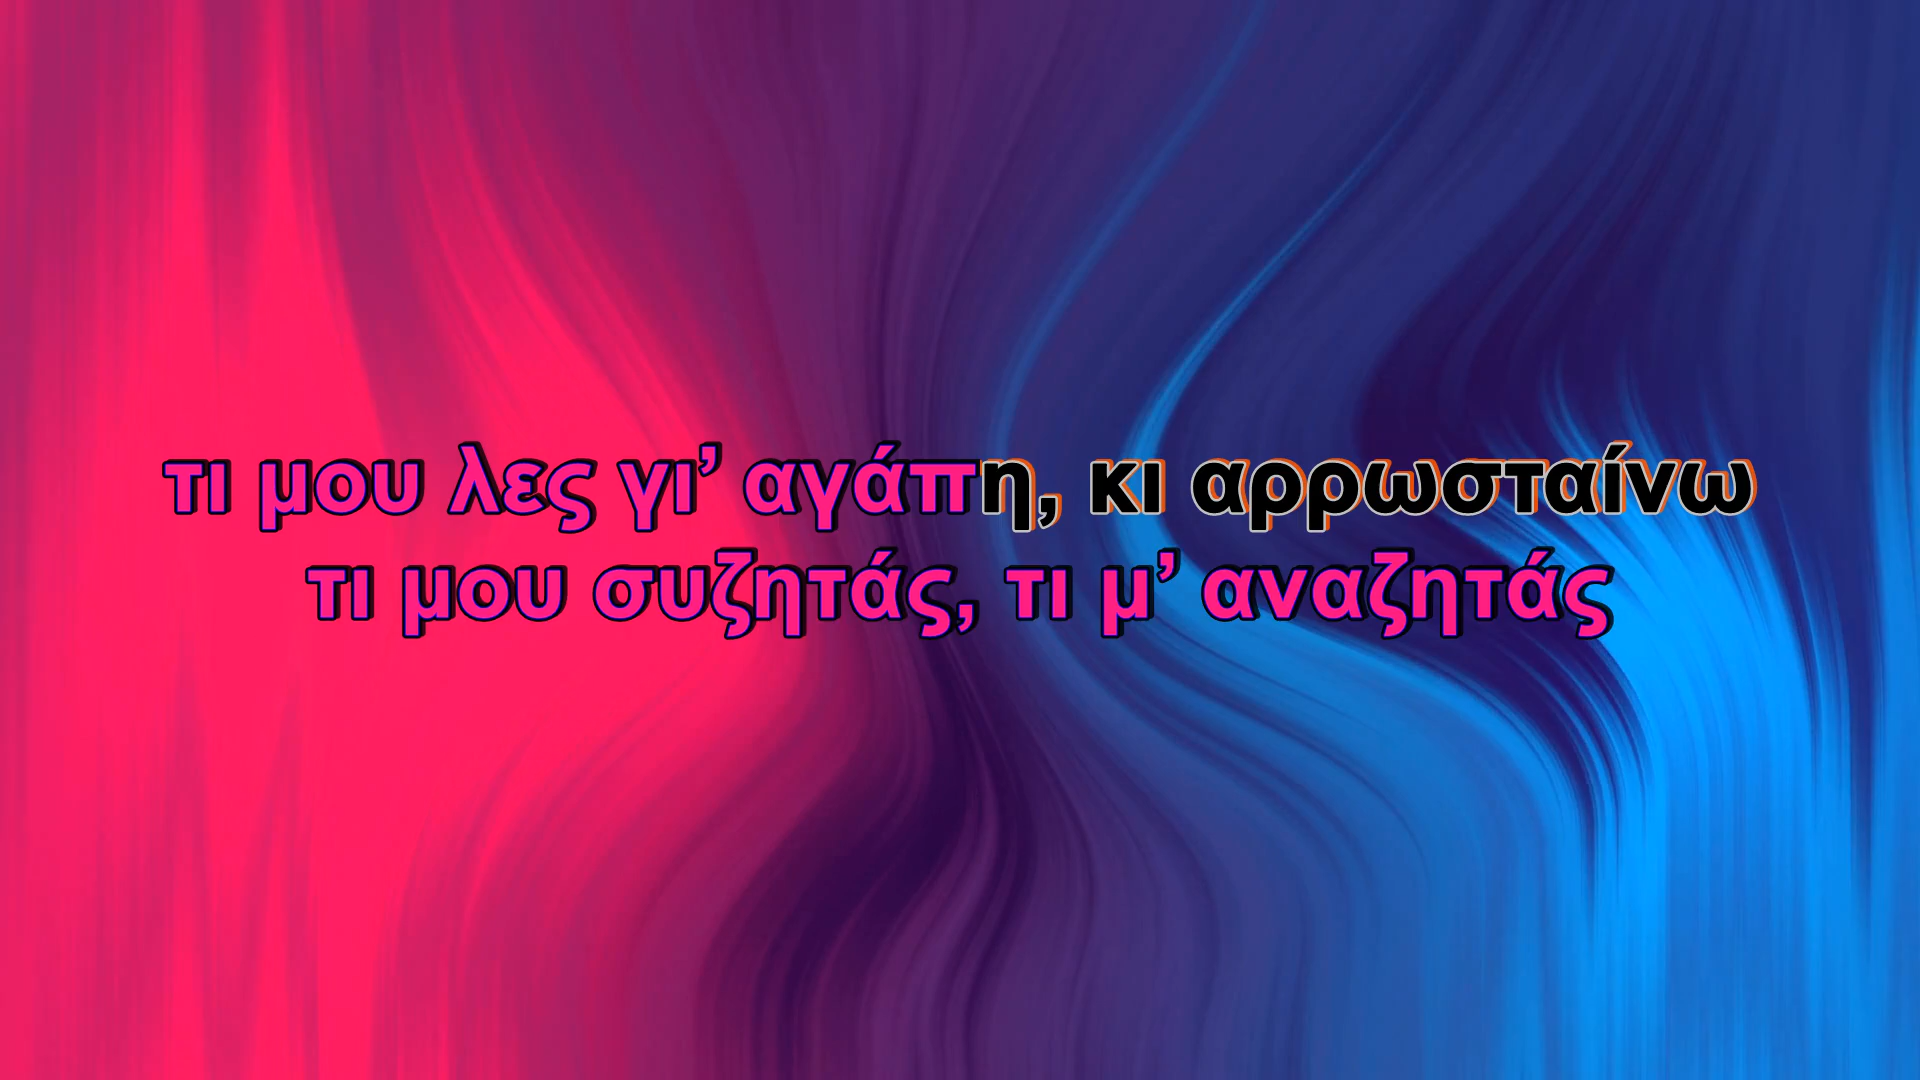 τι μου λες γι’ αγάπη, κι αρρωσταίνω
τι μου συζητάς, τι μ’ αναζητάς